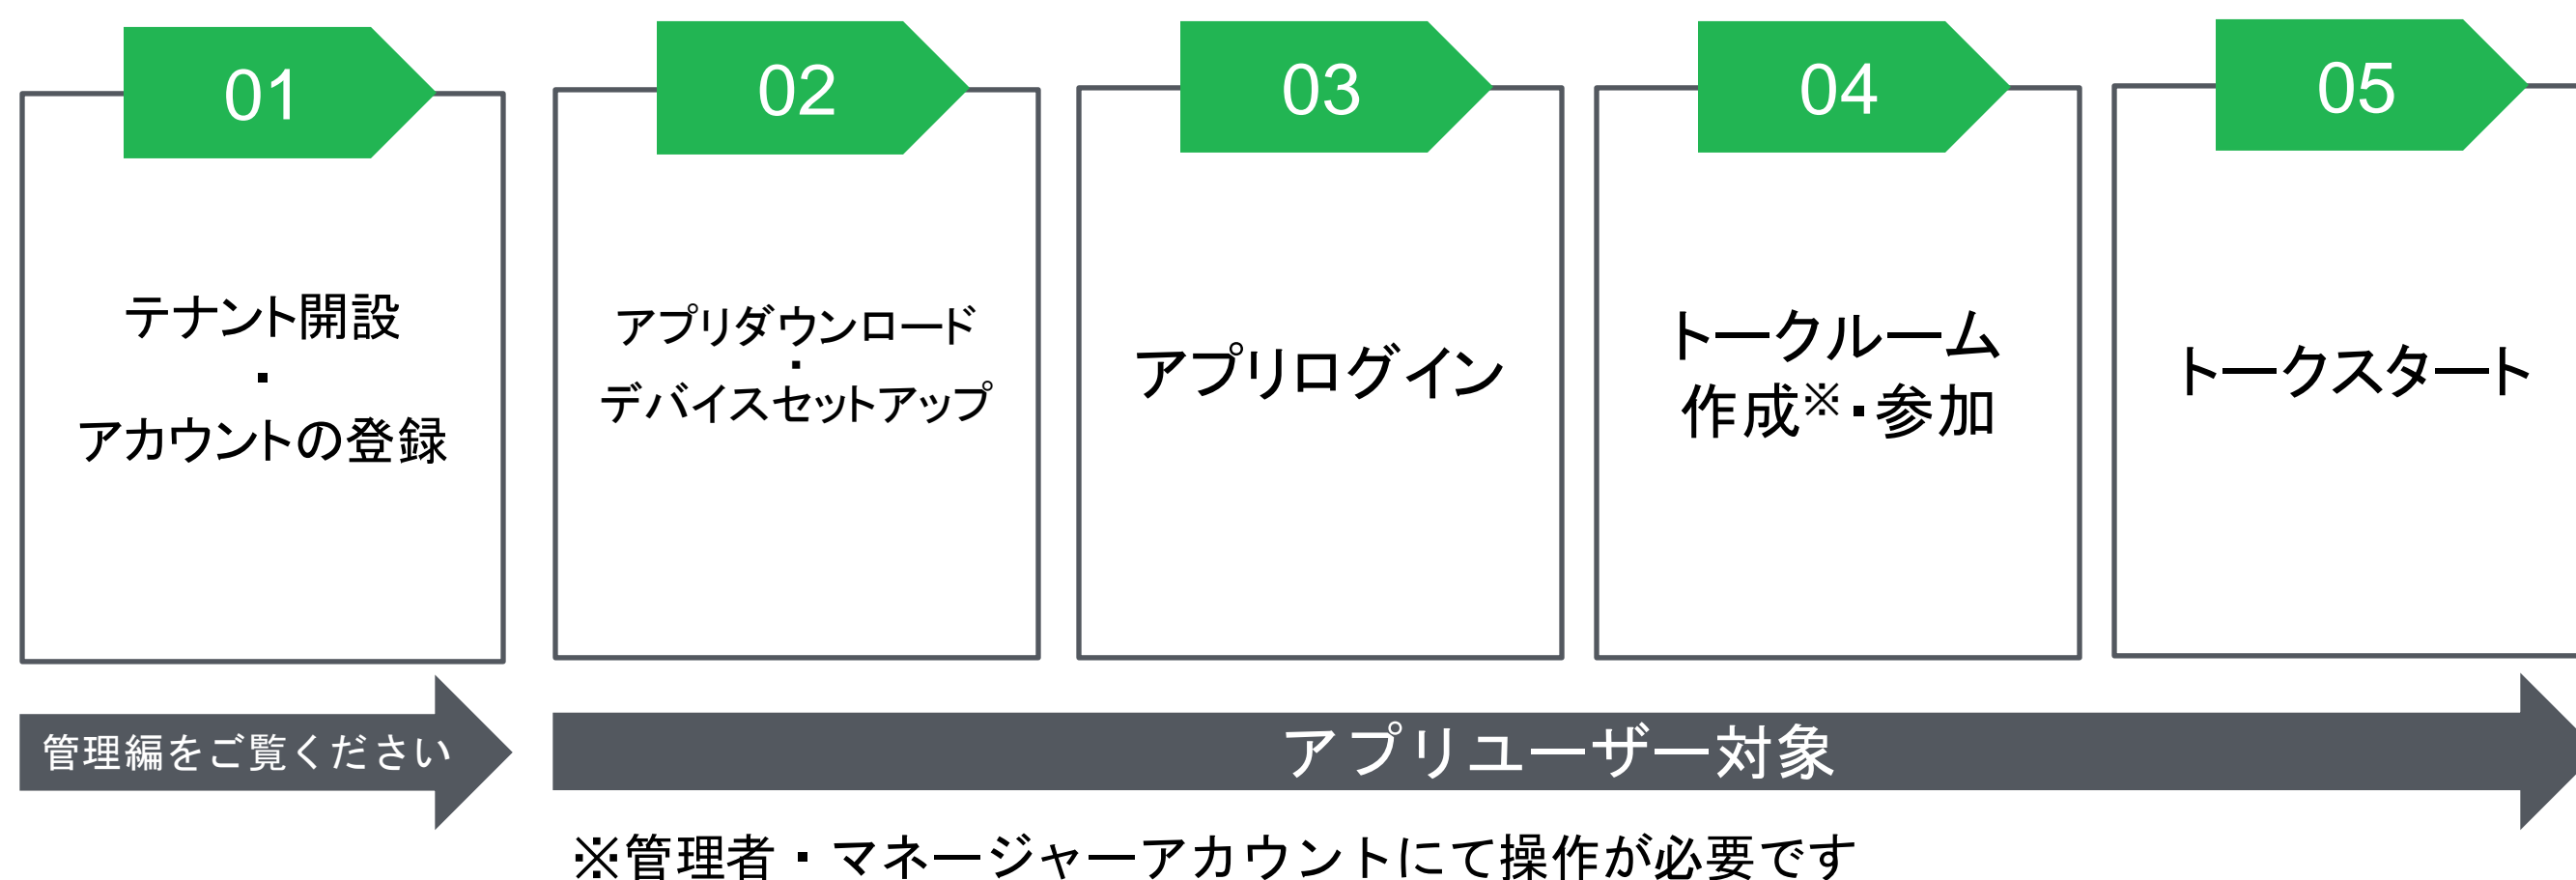 01
テナント開設
・
アカウントの登録
02
アプリダウンロード
・
デバイスセットアップ
03
アプリログイン
04
トークルーム
作成※・参加
05
トークスタート
管理編をご覧ください
アプリユーザー対象
※管理者・マネージャーアカウントにて操作が必要です